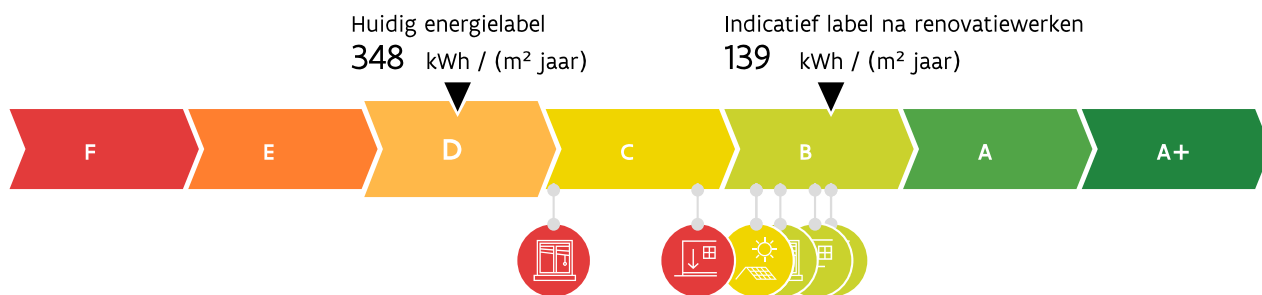 Huidig energielabel
348 kWh / (m² jaar)
Indicatief label na renovatiewerken
139 kWh / (m² jaar)
F E D C B A A+